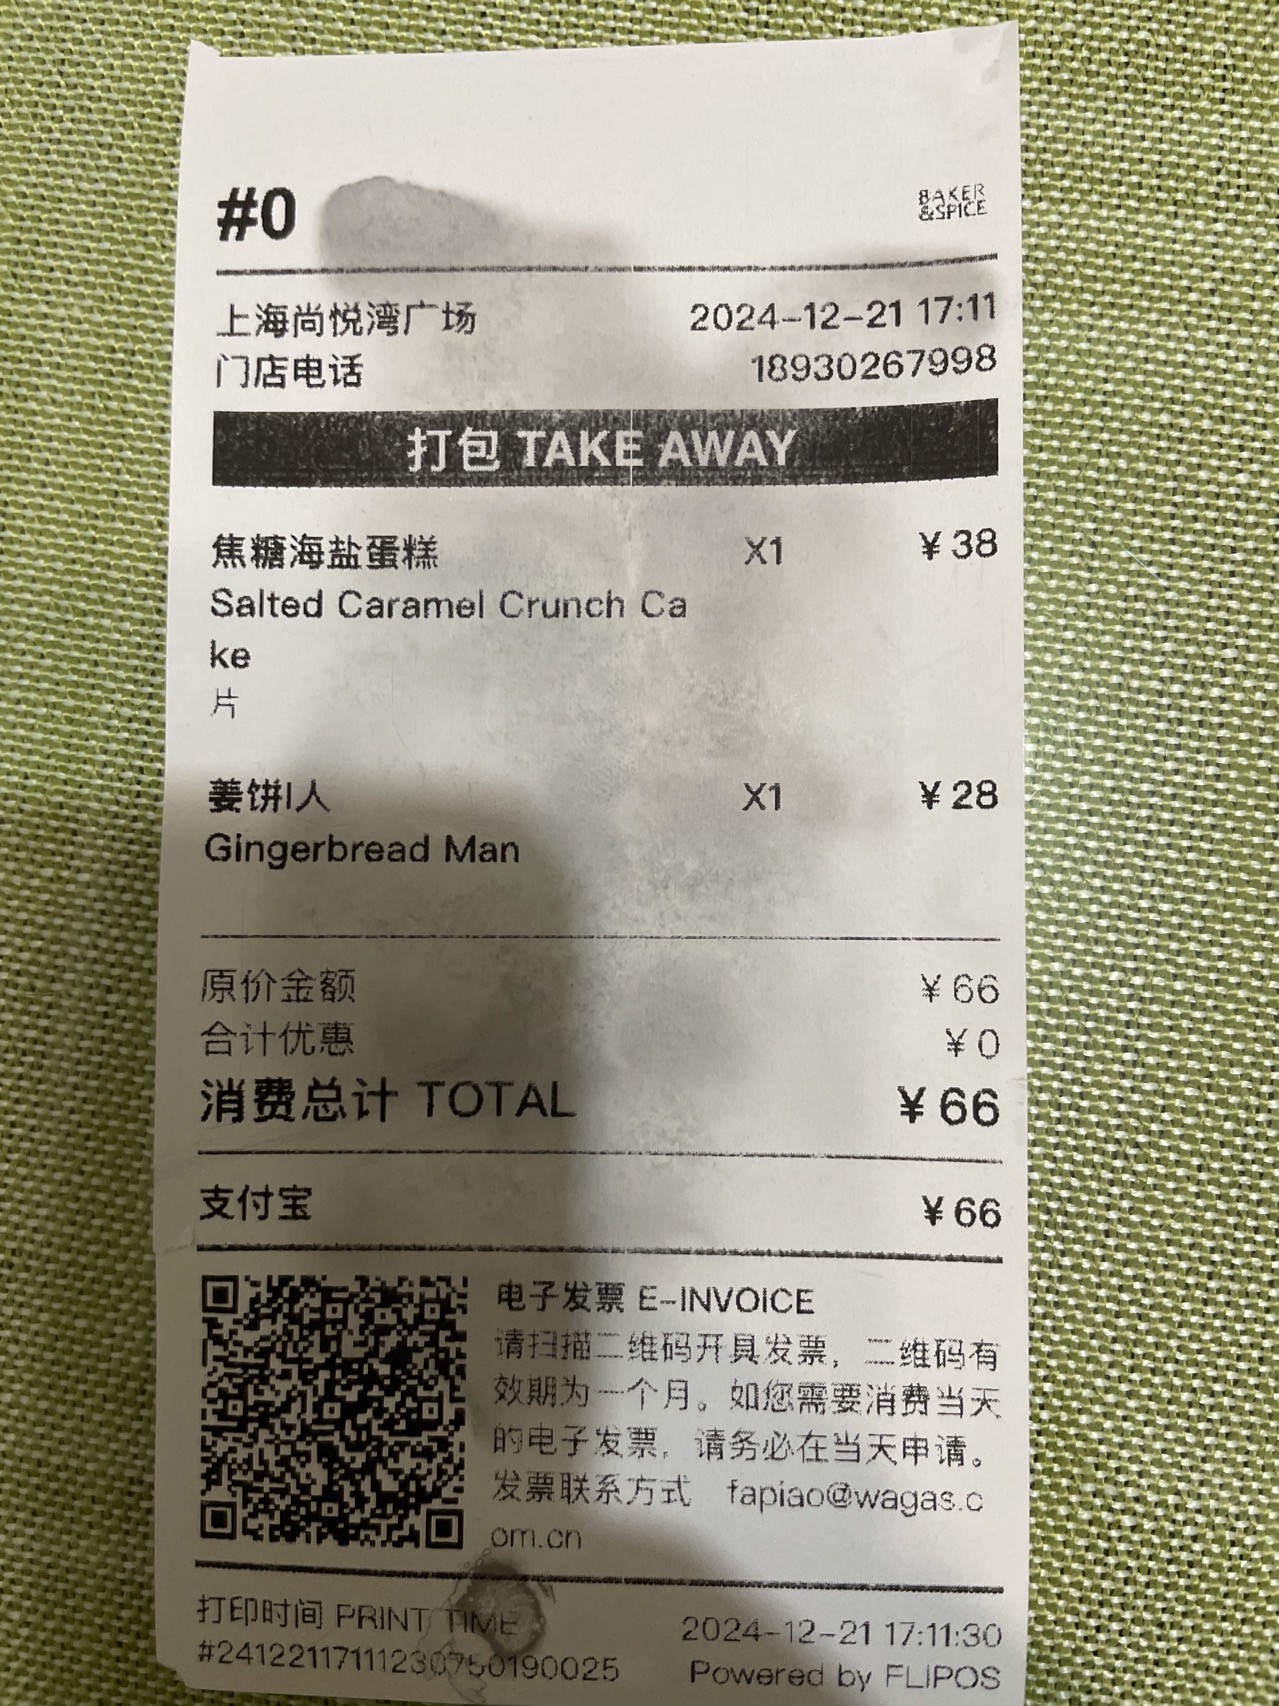 #0
BAKER
&SPICE
上海尚悦湾广场 2024-12-21 17:11
门店电话 18930267998
打包 TAKE AWAY
焦糖海盐蛋糕 X1 ¥38
Salted Caramel Crunch Ca
ke
片
姜饼人 X1 ¥28
Gingerbread Man
原价金额 ¥66
合计优惠 ¥0
消费总计 TOTAL ¥66
支付宝 ¥66
电子发票 E-INVOICE
请扫描二维码开具发票，二维码有
效期为一个月。如您需要消费当天
的电子发票，请务必在当天申请。
发票联系方式 fapiao@wagas.c
om.cn
打印时间 PRINT TIME 2024-12-21 17:11:30
#24122117111230750190025 Powered by FLIPOS